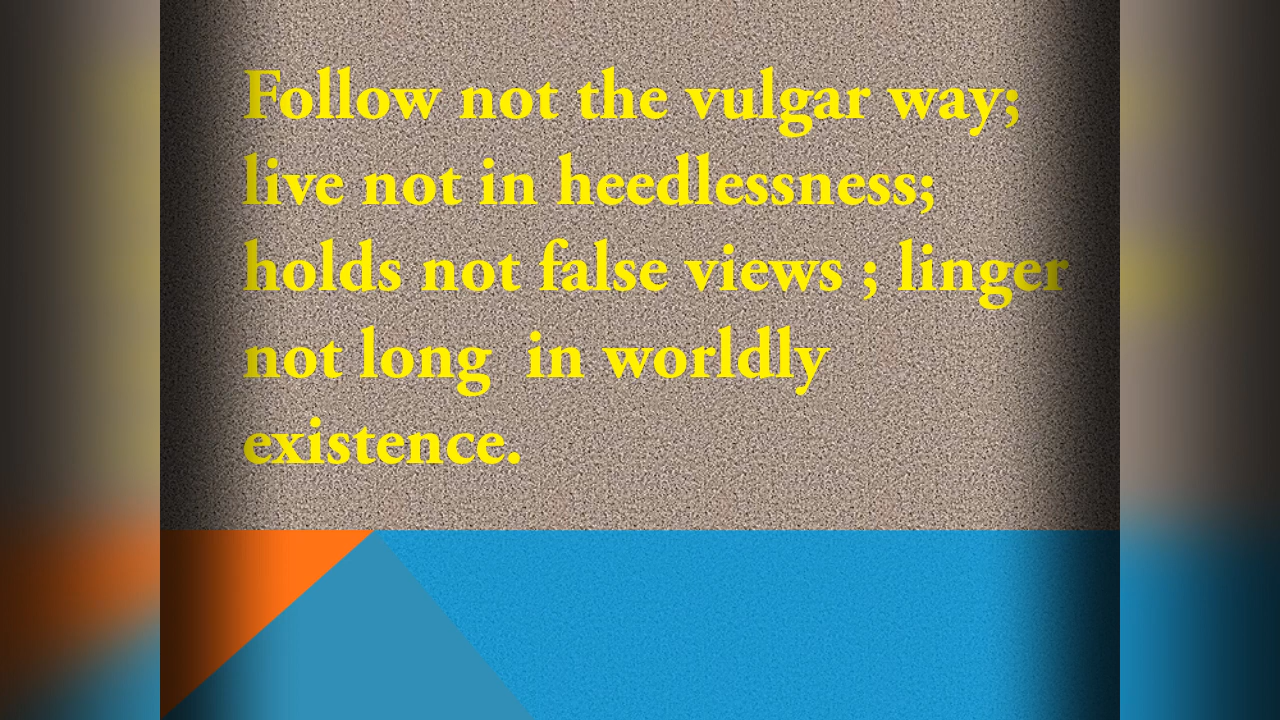 Follow not the vulgar way;
live not in heedlessness;
holds not false views ; linger
not long  in worldly
existence.